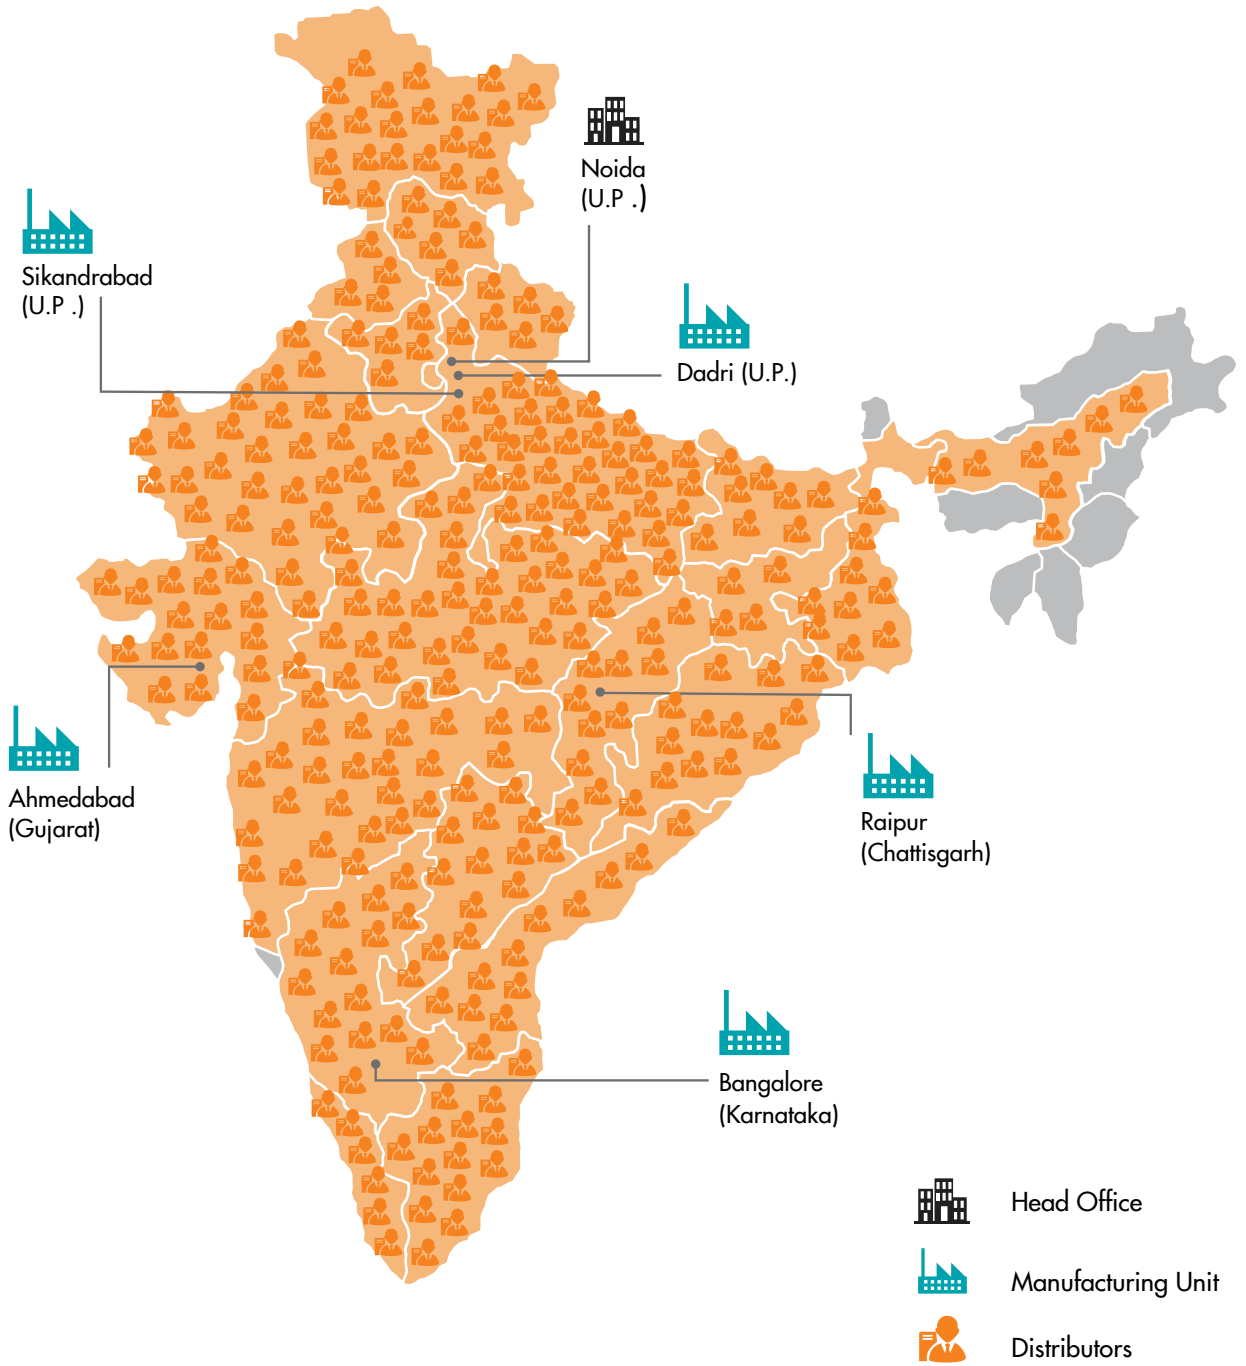 Noida
(U.P .)
Sikandrabad
(U.P .)
Dadri (U.P.)
Ahmedabad
(Gujarat)
Raipur
(Chattisgarh)
Bangalore
(Karnataka)
Head Office
Manufacturing Unit
Distributors